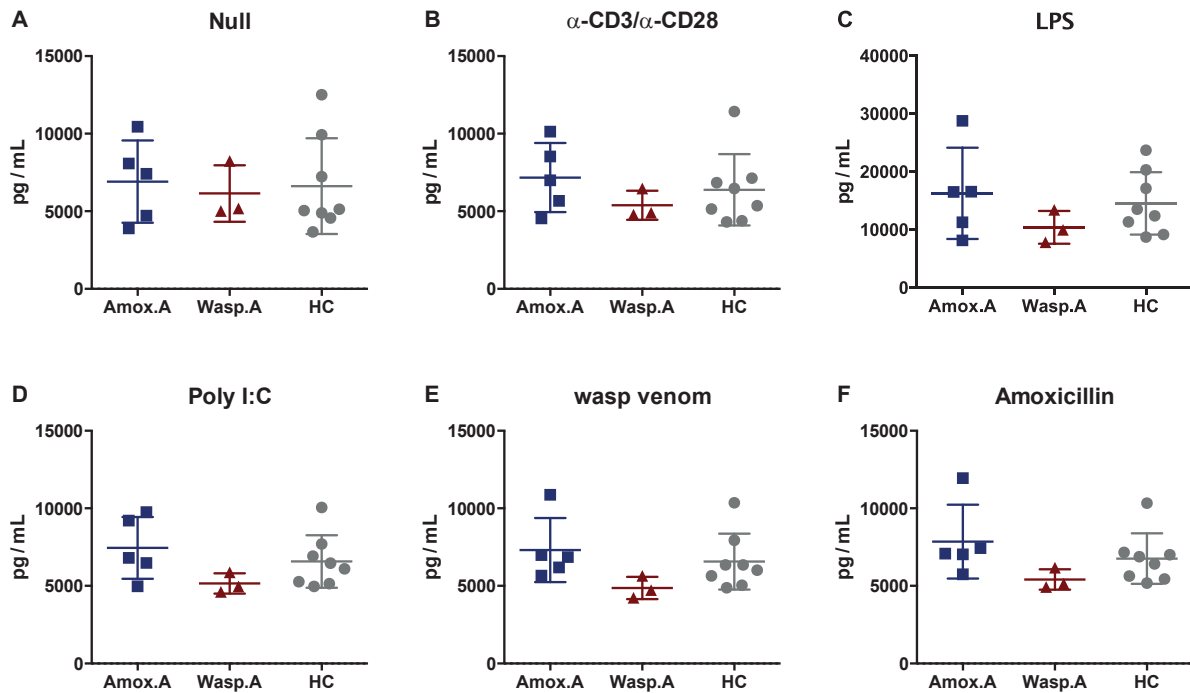 A
Null
15000
10000
5000
0
pg / mL
Amox.A Wasp.A HC
B
α-CD3/α-CD28
15000
10000
5000
0
pg / mL
Amox.A Wasp.A HC
C
LPS
40000
30000
20000
10000
0
pg / mL
Amox.A Wasp.A HC
D
Poly I:C
15000
10000
5000
0
pg / mL
Amox.A Wasp.A HC
E
wasp venom
15000
10000
5000
0
pg / mL
Amox.A Wasp.A HC
F
Amoxicillin
15000
10000
5000
0
pg / mL
Amox.A Wasp.A HC